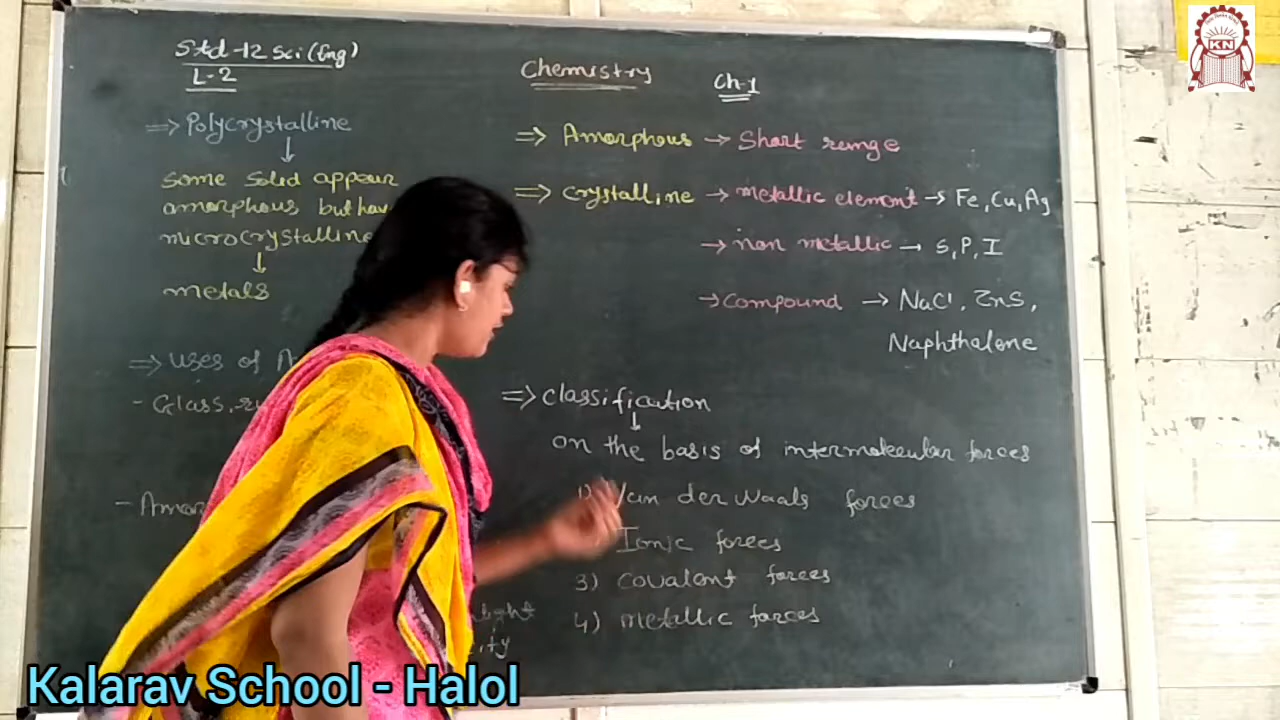 Std-12 Sci (Eng)
L-2
Chemistry
Ch-1
=> Polycrystalline
↓
some solid appear
amorphous but have
microcrystalline
↓
metals
=> uses of
- Glass,
-
=> Amorphous → Short range
=> crystalline → metallic element → Fe, Cu, Ag
→ non metallic → S, P, I
→ compound → NaCl, ZnS,
Naphthalene
=> classification
↓
on the basis of intermolecular forces
1) Van der Waals forces
Ionic forces
3) covalent forces
4) metallic forces
KN
Kalarav School - Halol